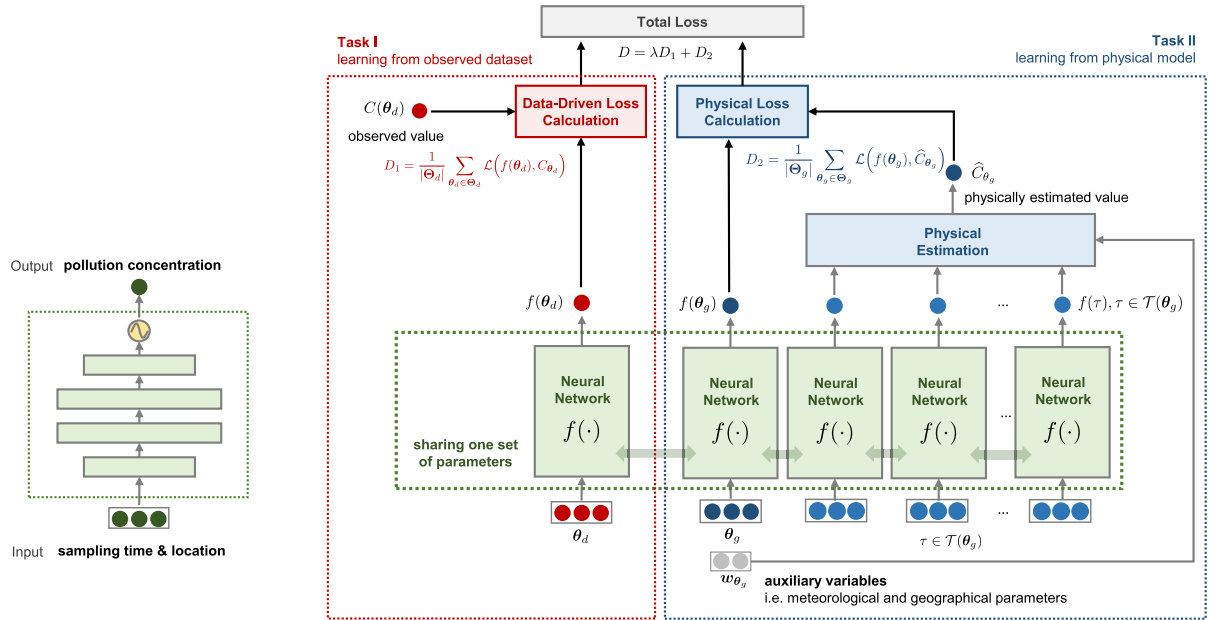 Total Loss
D = λD₁ + D₂
Task I
learning from observed dataset
Task II
learning from physical model
C(θ_d)
observed value
Data-Driven Loss
Calculation
D₁ = 1/|Θ_d| ∑_{θ_d∈Θ_d} ℒ(f(θ_d), C_{θ_d})
Physical Loss
Calculation
D₂ = 1/|Θ_g| ∑_{θ_g∈Θ_g} ℒ(f(θ_g), Ĉ_{θ_g})
Ĉ_{θ_g}
physically estimated value
Physical
Estimation
Output pollution concentration
f(θ_d)
f(θ_g)
...
f(τ), τ ∈ 𝒯(θ_g)
Neural
Network
f(·)
Neural
Network
f(·)
Neural
Network
f(·)
Neural
Network
f(·)
...
Neural
Network
f(·)
sharing one set
of parameters
...
Input sampling time & location
θ_d
θ_g
τ ∈ 𝒯(θ_g)
w_{θ_g}
auxiliary variables
i.e. meteorological and geographical parameters